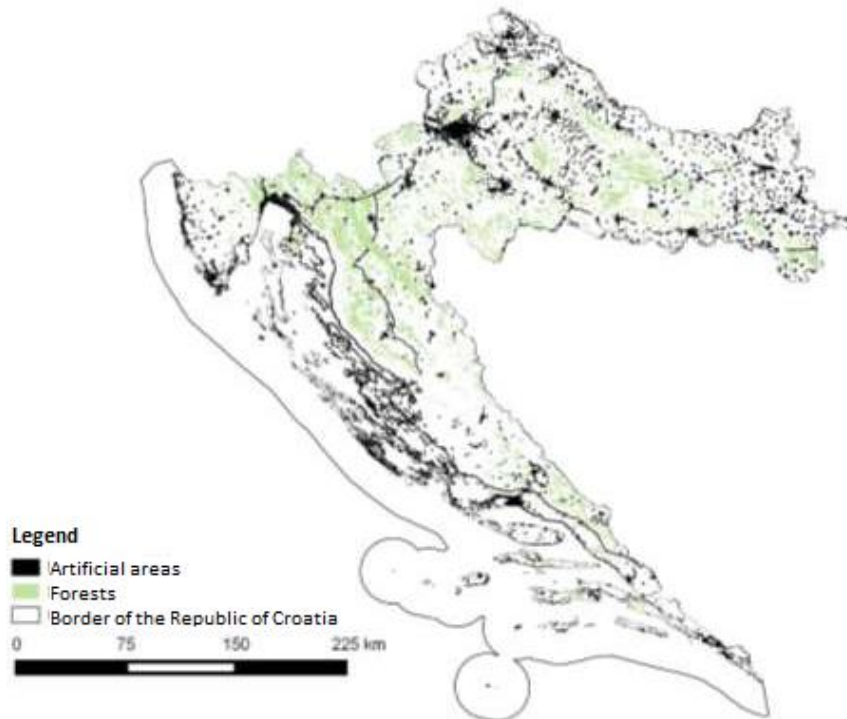 Legend
Artificial areas
Forests
Border of the Republic of Croatia
0 75 150 225 km